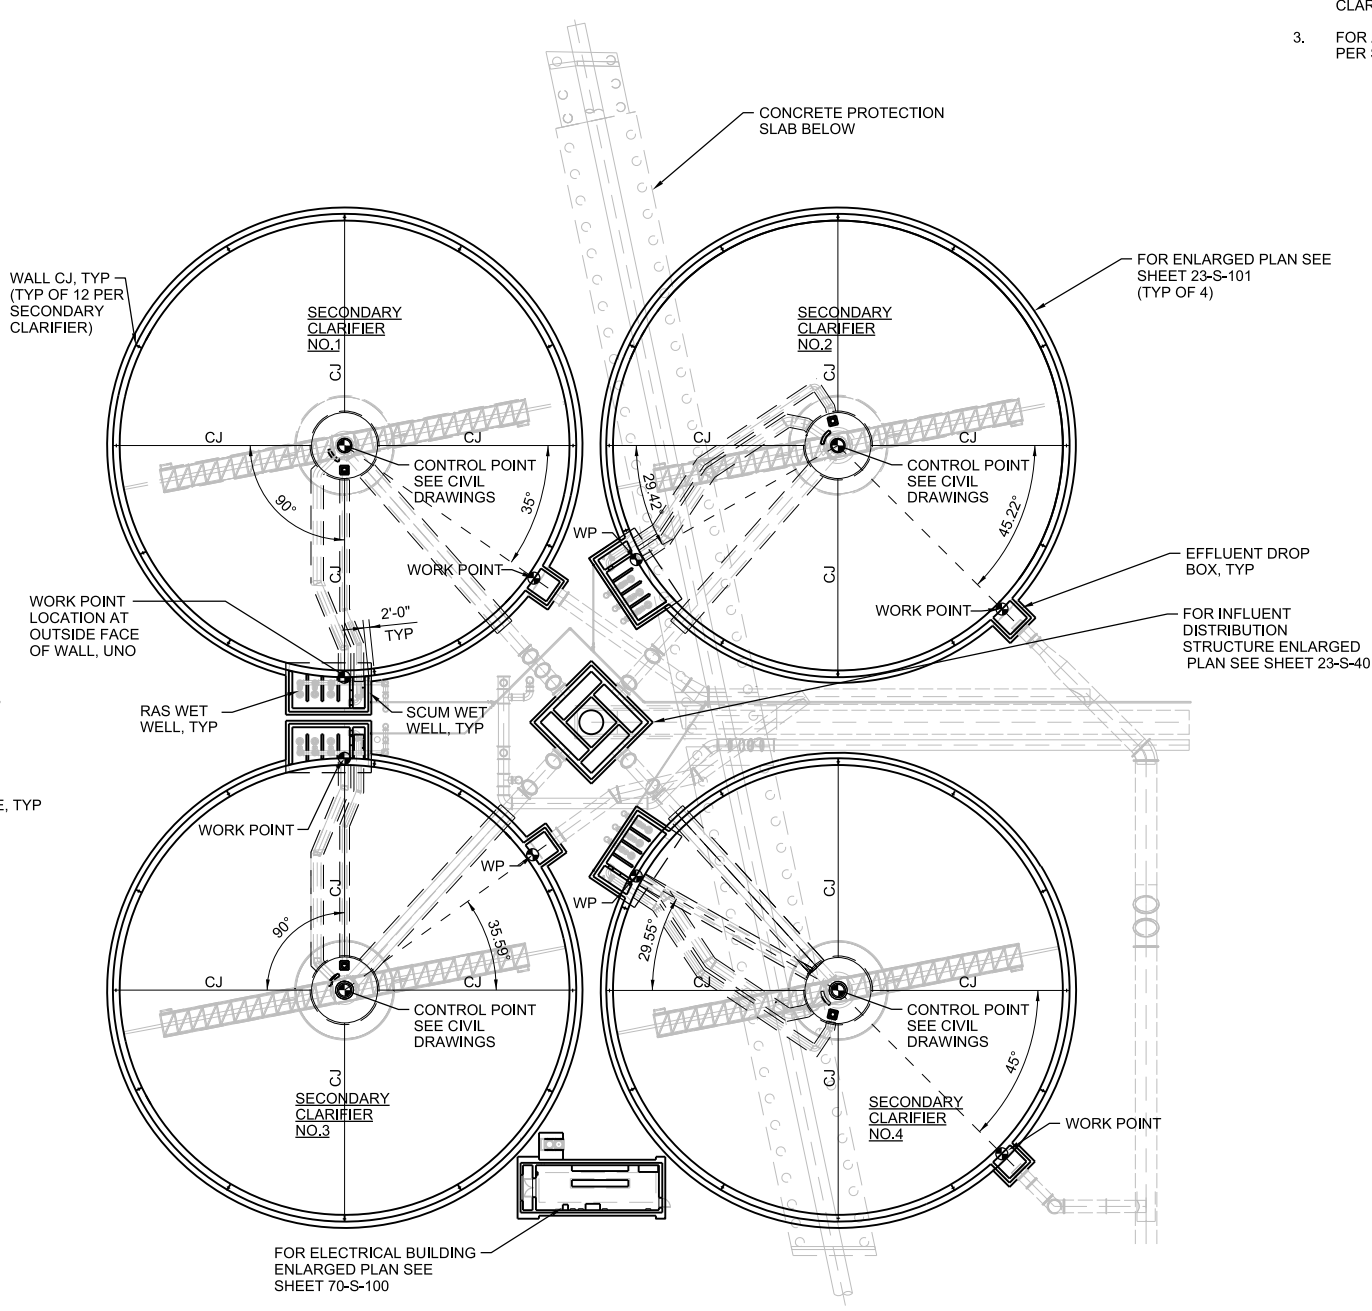 CLAR
3. FOR
PER
CONCRETE PROTECTION
SLAB BELOW
WALL CJ, TYP
(TYP OF 12 PER
SECONDARY
CLARIFIER)
SECONDARY
CLARIFIER
NO.1
CJ
CJ
CJ
CONTROL POINT
SEE CIVIL
DRAWINGS
90°
35°
CJ
WORK POINT
SECONDARY
CLARIFIER
NO.2
CJ
CJ
CJ
CONTROL POINT
SEE CIVIL
DRAWINGS
29.42°
45.22°
CJ
WP
WORK POINT
FOR ENLARGED PLAN SEE
SHEET 23-S-101
(TYP OF 4)
EFFLUENT DROP
BOX, TYP
FOR INFLUENT
DISTRIBUTION
STRUCTURE ENLARGED
PLAN SEE SHEET 23-S-40
WORK POINT
LOCATION AT
OUTSIDE FACE
OF WALL, UNO
2'-0"
TYP
RAS WET
WELL, TYP
SCUM WET
WELL, TYP
E, TYP
WORK POINT
WP
CJ
90°
35.59°
CJ
CJ
CONTROL POINT
SEE CIVIL
DRAWINGS
CJ
SECONDARY
CLARIFIER
NO.3
WP
CJ
29.55°
CJ
CJ
CONTROL POINT
SEE CIVIL
DRAWINGS
45°
CJ
SECONDARY
CLARIFIER
NO.4
WORK POINT
FOR ELECTRICAL BUILDING
ENLARGED PLAN SEE
SHEET 70-S-100